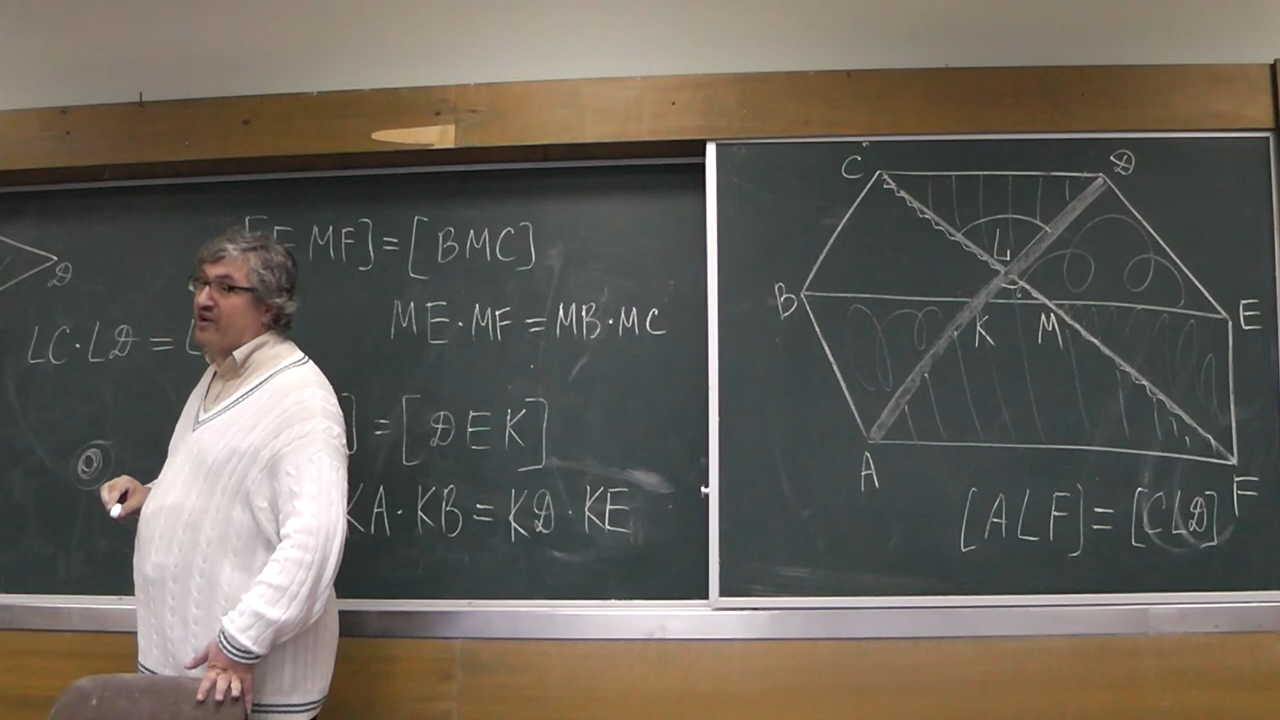 D
MF] = [BMC]
LC·LD =
ME·MF = MB·MC
] = [DEK]
KA·KB = KD·KE
C
D
L
B
K
M
E
A
F
[ALF] = [CLD]